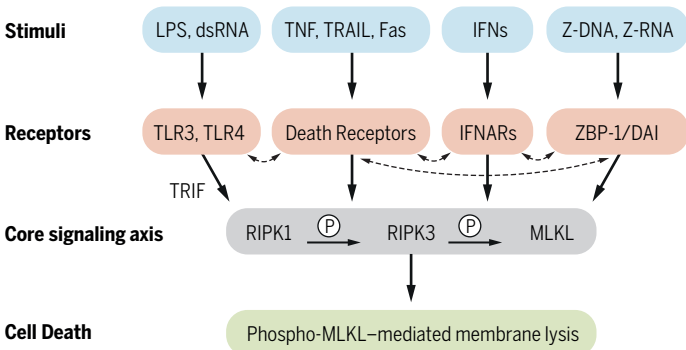 Stimuli
LPS, dsRNA
TNF, TRAIL, Fas
IFNs
Z-DNA, Z-RNA
Receptors
TLR3, TLR4
Death Receptors
IFNARs
ZBP-1/DAI
TRIF
Core signaling axis
RIPK1
P
RIPK3
P
MLKL
Cell Death
Phospho-MLKL–mediated membrane lysis